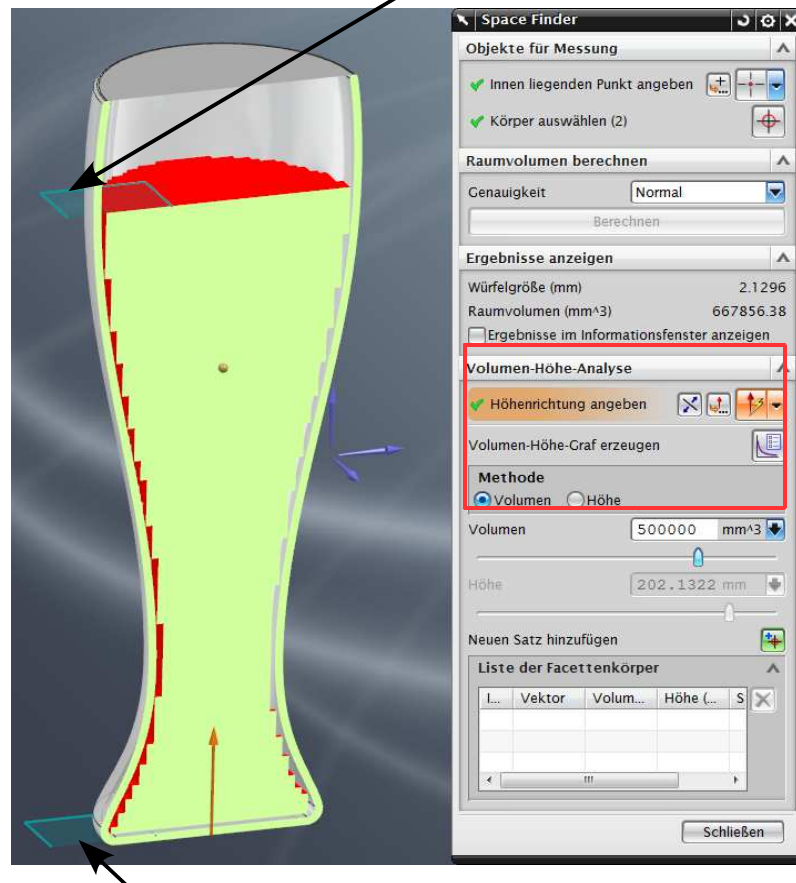 Space Finder
Objekte für Messung
Innen liegenden Punkt angeben
Körper auswählen (2)
Raumvolumen berechnen
Genauigkeit Normal
Berechnen
Ergebnisse anzeigen
Würfelgröße (mm) 2.1296
Raumvolumen (mm^3) 667856.38
Ergebnisse im Informationsfenster anzeigen
Volumen-Höhe-Analyse
Höhenrichtung angeben
Volumen-Höhe-Graf erzeugen
Methode
Volumen Höhe
Volumen 500000 mm^3
Höhe 202.1322 mm
Neuen Satz hinzufügen
Liste der Facettenkörper
I... Vektor Volum... Höhe (... S
Schließen